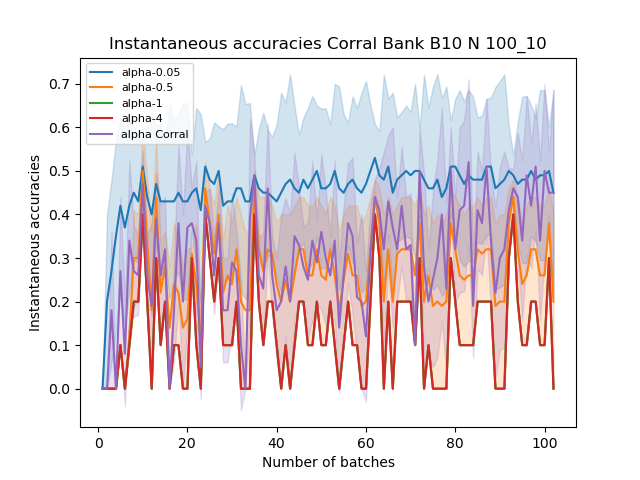 Instantaneous accuracies Corral Bank B10 N 100_10
alpha-0.05
alpha-0.5
alpha-1
alpha-4
alpha Corral
Instantaneous accuracies
0.7
0.6
0.5
0.4
0.3
0.2
0.1
0.0
0
20
40
60
80
100
Number of batches